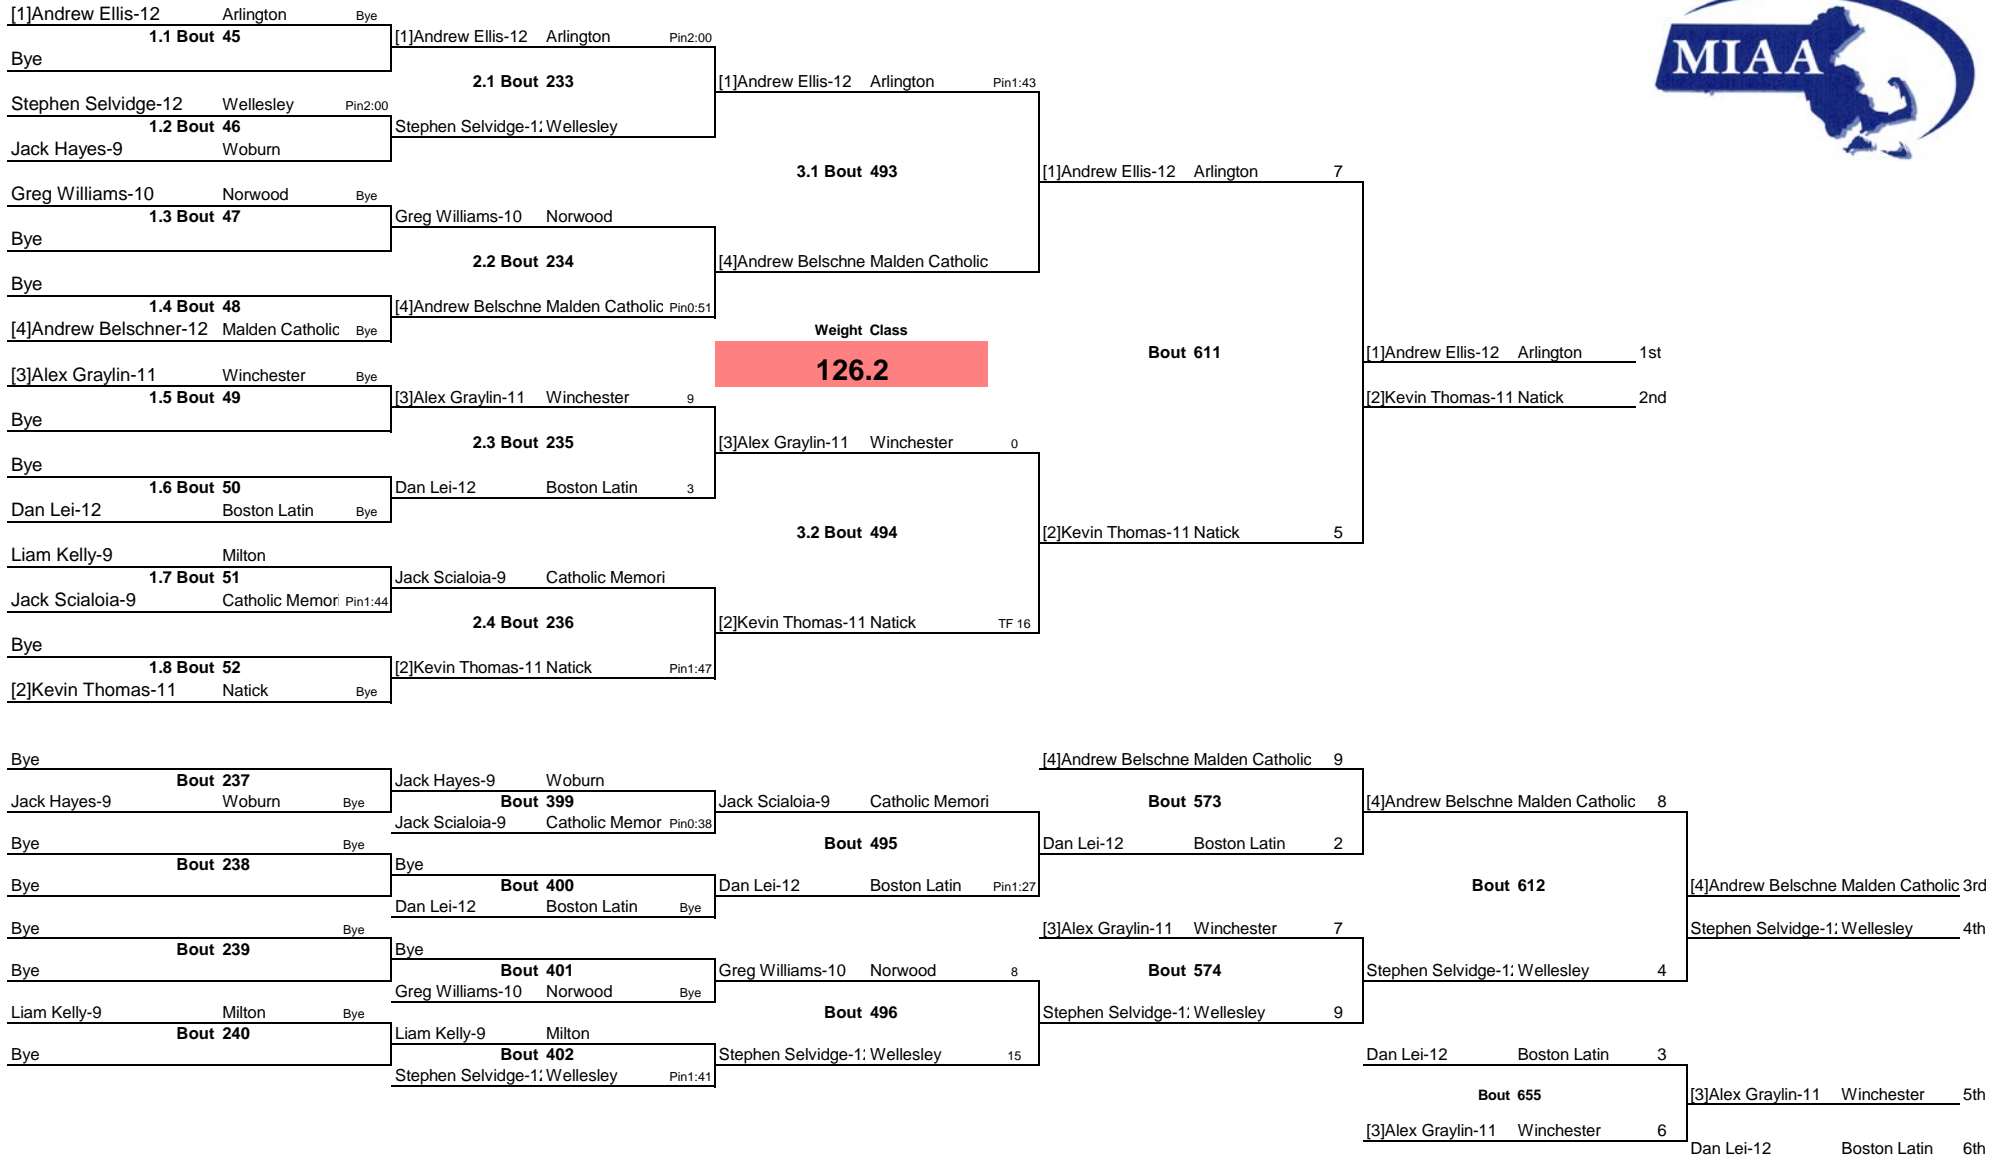 MIAA
[1]Andrew Ellis-12 Arlington Bye
1.1 Bout 45
Bye
Stephen Selvidge-12 Wellesley Pin2:00
1.2 Bout 46
Jack Hayes-9 Woburn
Greg Williams-10 Norwood Bye
1.3 Bout 47
Bye
Bye
1.4 Bout 48
[4]Andrew Belschner-12 Malden Catholic Bye
[3]Alex Graylin-11 Winchester Bye
1.5 Bout 49
Bye
Bye
1.6 Bout 50
Dan Lei-12 Boston Latin Bye
Liam Kelly-9 Milton
1.7 Bout 51
Jack Scialoia-9 Catholic Memori Pin1:44
Bye
1.8 Bout 52
[2]Kevin Thomas-11 Natick Bye
[1]Andrew Ellis-12 Arlington Pin2:00
2.1 Bout 233
Stephen Selvidge-12 Wellesley
Greg Williams-10 Norwood
2.2 Bout 234
[4]Andrew Belschne Malden Catholic Pin0:51
[3]Alex Graylin-11 Winchester 9
2.3 Bout 235
Dan Lei-12 Boston Latin 3
Jack Scialoia-9 Catholic Memori
2.4 Bout 236
[2]Kevin Thomas-11 Natick Pin1:47
[1]Andrew Ellis-12 Arlington Pin1:43
3.1 Bout 493
[4]Andrew Belschne Malden Catholic
Weight Class
126.2
[3]Alex Graylin-11 Winchester 0
3.2 Bout 494
[2]Kevin Thomas-11 Natick TF 16
[1]Andrew Ellis-12 Arlington 7
Bout 611
[2]Kevin Thomas-11 Natick 5
[1]Andrew Ellis-12 Arlington 1st
[2]Kevin Thomas-11 Natick 2nd
Bye
Bout 237
Jack Hayes-9 Woburn Bye
Bye Bye
Bout 238
Bye
Bye Bye
Bout 239
Bye
Liam Kelly-9 Milton Bye
Bout 240
Bye
Jack Hayes-9 Woburn
Bout 399
Jack Scialoia-9 Catholic Memor Pin0:38
Bye
Bout 400
Dan Lei-12 Boston Latin Bye
Bye
Bout 401
Greg Williams-10 Norwood Bye
Liam Kelly-9 Milton
Bout 402
Stephen Selvidge-12 Wellesley Pin1:41
Jack Scialoia-9 Catholic Memori
Bout 495
Dan Lei-12 Boston Latin Pin1:27
Greg Williams-10 Norwood 8
Bout 496
Stephen Selvidge-12 Wellesley 15
[4]Andrew Belschne Malden Catholic 9
Bout 573
Dan Lei-12 Boston Latin 2
[3]Alex Graylin-11 Winchester 7
Bout 574
Stephen Selvidge-12 Wellesley 9
[4]Andrew Belschne Malden Catholic 8
Bout 612
Stephen Selvidge-12 Wellesley 4
[4]Andrew Belschne Malden Catholic 3rd
Stephen Selvidge-12 Wellesley 4th
Dan Lei-12 Boston Latin 3
Bout 655
[3]Alex Graylin-11 Winchester 6
[3]Alex Graylin-11 Winchester 5th
Dan Lei-12 Boston Latin 6th